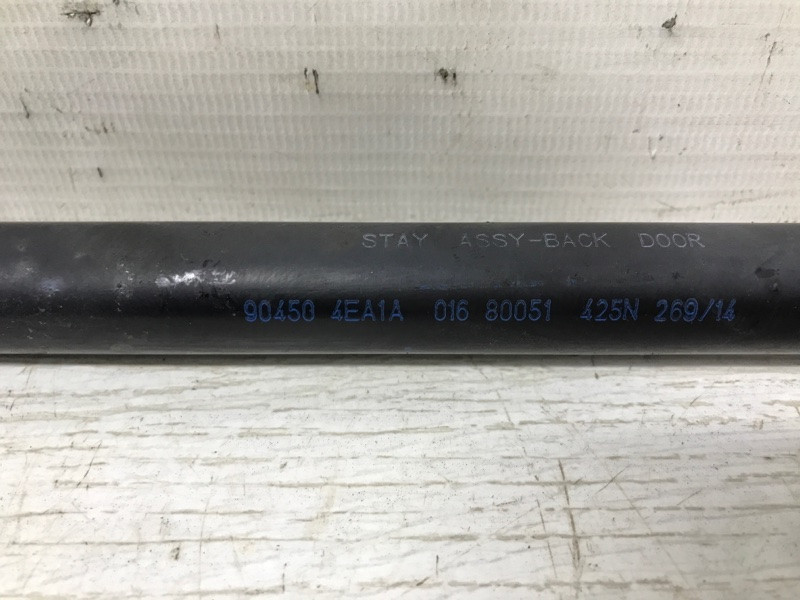 STAY ASSY-BACK DOOR
90450 4EA1A 016 80051 425N 269/14